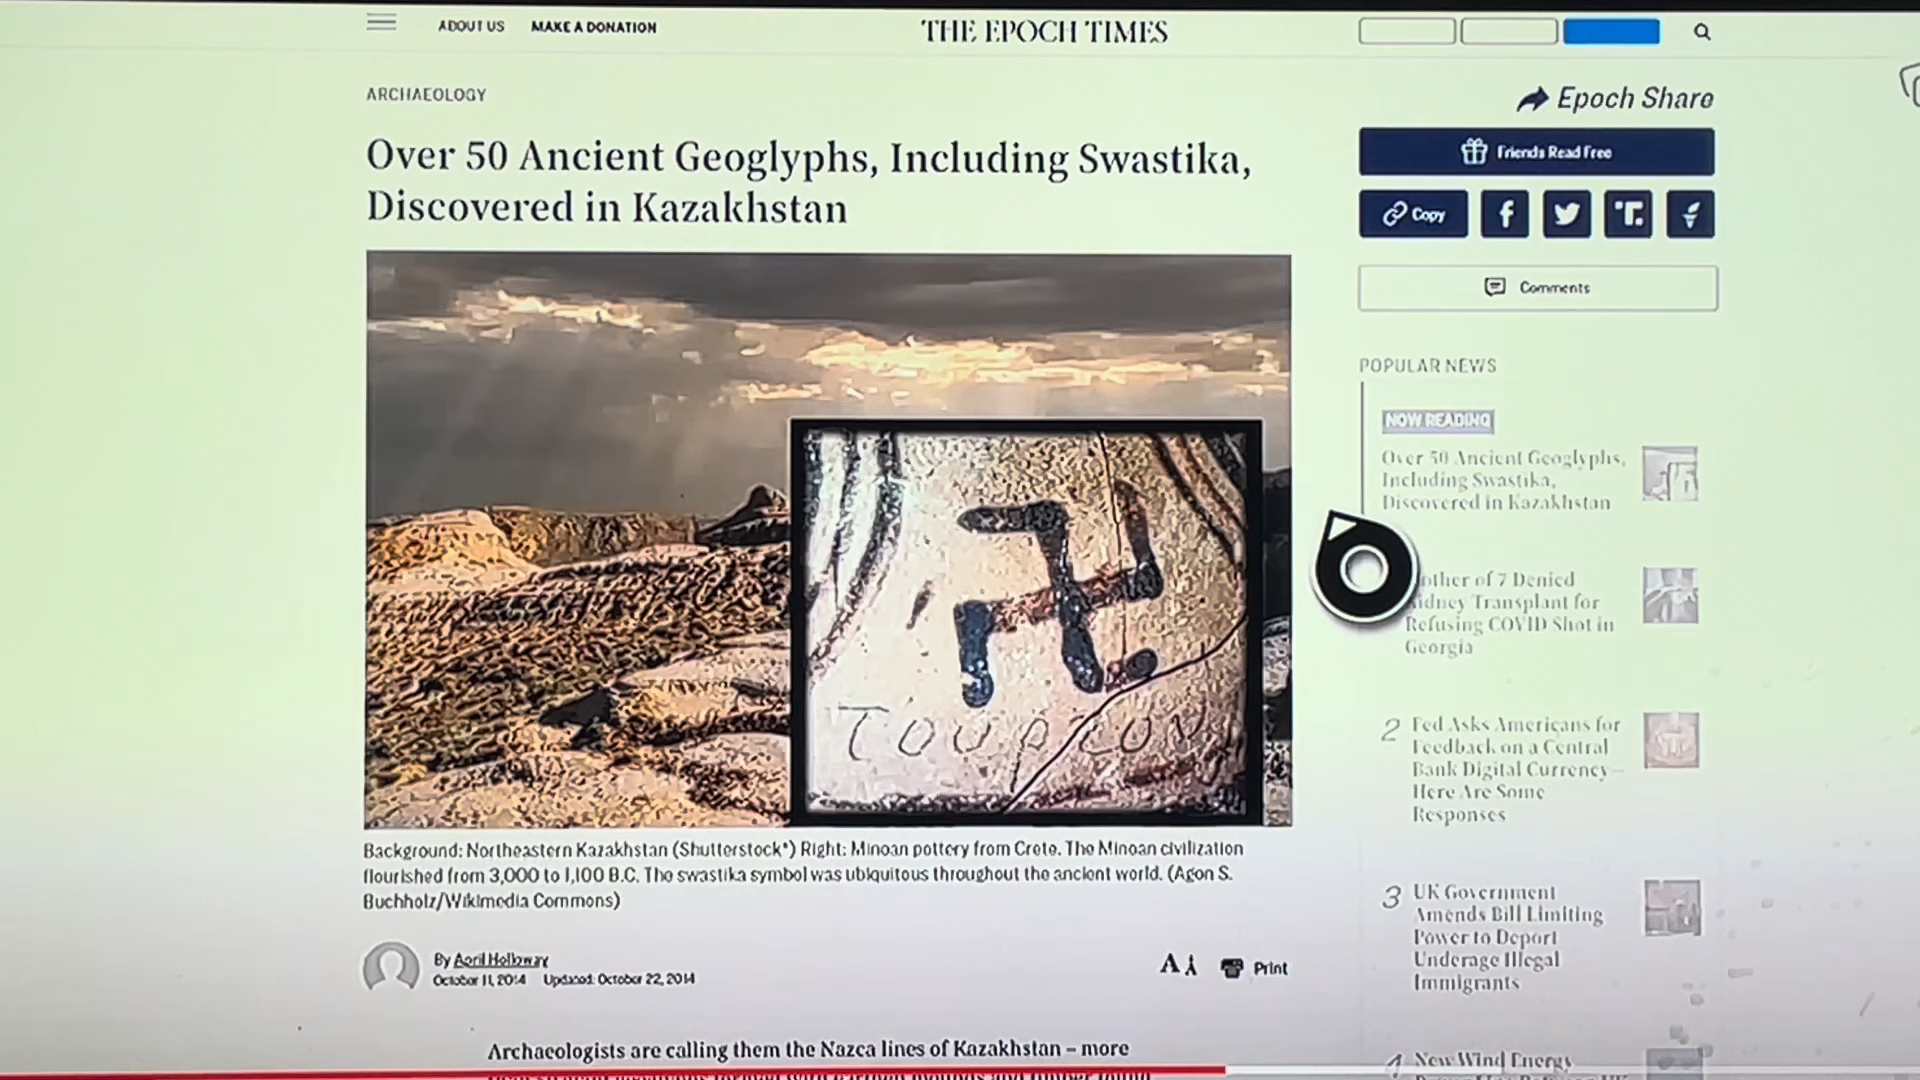 ABOUT US
MAKE A DONATION
THE EPOCH TIMES
ARCHAEOLOGY
Epoch Share
Over 50 Ancient Geoglyphs, Including Swastika,
Discovered in Kazakhstan
Friends Read Free
Copy
Comments
POPULAR NEWS
NOW READING
Over 50 Ancient Geoglyphs,
Including Swastika,
Discovered in Kazakhstan
of 7 Denied
Transplant for
Refusing COVID Shot in
Georgia
2 Fed Asks Americans for
Feedback on a Central
Bank Digital Currency—
Here Are Some
Responses
3 UK Government
Amends Bill Limiting
Power to Deport
Underage Illegal
Immigrants
4 New Wind Energy
Background: Northeastern Kazakhstan (Shutterstock*) Right: Minoan pottery from Crete. The Minoan civilization
flourished from 3,000 to 1,100 B.C. The swastika symbol was ubiquitous throughout the ancient world. (Agon S.
Buchholz/Wikimedia Commons)
By April Holloway
October 11, 2014 Updated: October 22, 2014
Print
Archaeologists are calling them the Nazca lines of Kazakhstan – more